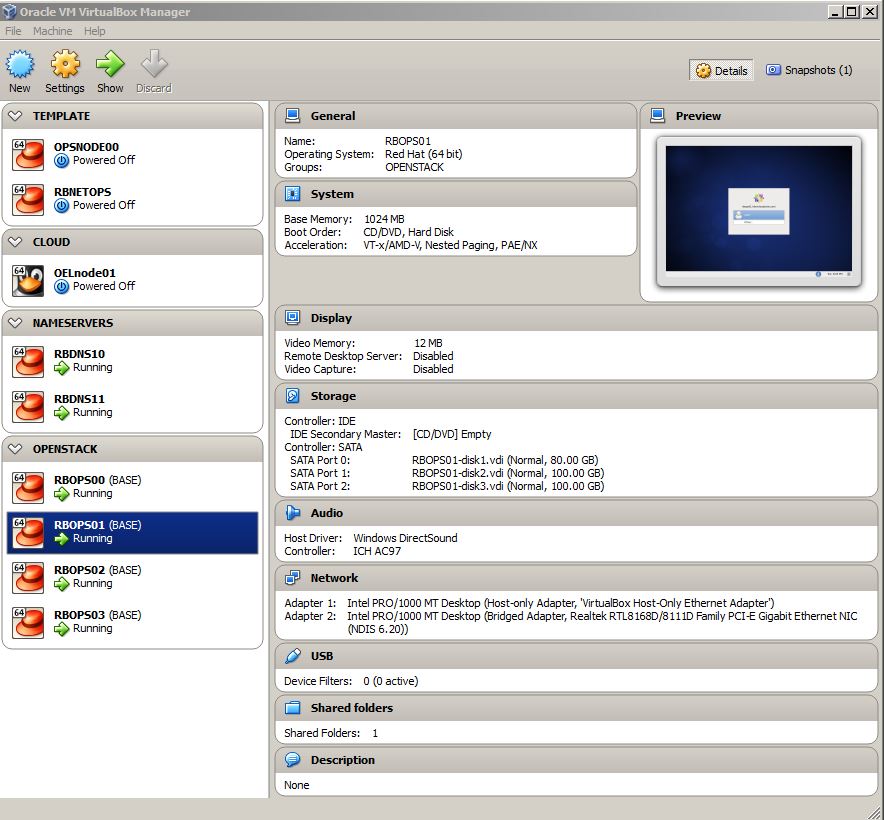 Oracle VM VirtualBox Manager
File Machine Help
New Settings Show Discard
Details Snapshots (1)
TEMPLATE
64
OPSNODE00
Powered Off
64
RBNETOPS
Powered Off
CLOUD
64
OELnode01
Powered Off
NAMESERVERS
64
RBDNS10
Running
64
RBDNS11
Running
OPENSTACK
64
RBOPS00 (BASE)
Running
64
RBOPS01 (BASE)
Running
64
RBOPS02 (BASE)
Running
64
RBOPS03 (BASE)
Running
General
Name: RBOPS01
Operating System: Red Hat (64 bit)
Groups: OPENSTACK
System
Base Memory: 1024 MB
Boot Order: CD/DVD, Hard Disk
Acceleration: VT-x/AMD-V, Nested Paging, PAE/NX
Preview
Display
Video Memory: 12 MB
Remote Desktop Server: Disabled
Video Capture: Disabled
Storage
Controller: IDE
IDE Secondary Master: [CD/DVD] Empty
Controller: SATA
SATA Port 0: RBOPS01-disk1.vdi (Normal, 80.00 GB)
SATA Port 1: RBOPS01-disk2.vdi (Normal, 100.00 GB)
SATA Port 2: RBOPS01-disk3.vdi (Normal, 100.00 GB)
Audio
Host Driver: Windows DirectSound
Controller: ICH AC97
Network
Adapter 1: Intel PRO/1000 MT Desktop (Host-only Adapter, 'VirtualBox Host-Only Ethernet Adapter')
Adapter 2: Intel PRO/1000 MT Desktop (Bridged Adapter, Realtek RTL8168D/8111D Family PCI-E Gigabit Ethernet NIC
(NDIS 6.20))
USB
Device Filters: 0 (0 active)
Shared folders
Shared Folders: 1
Description
None